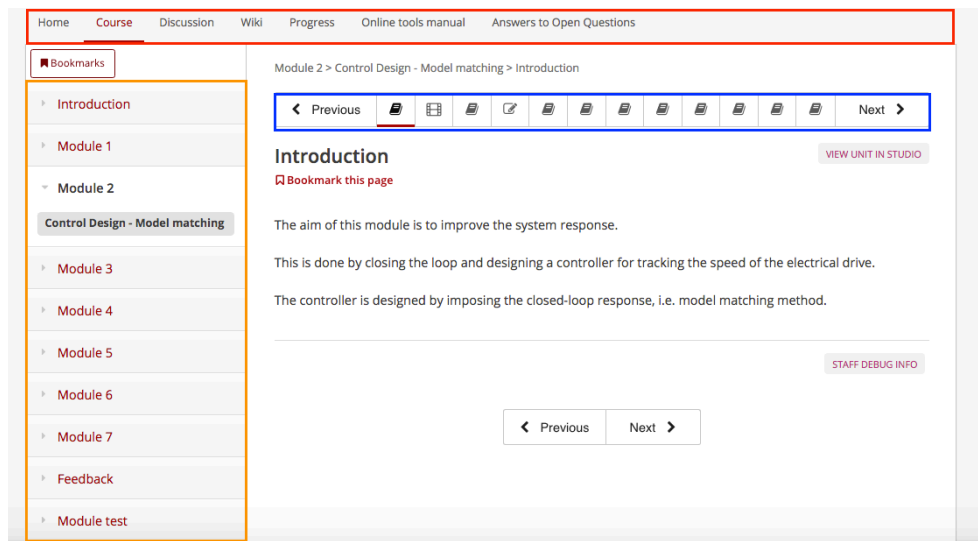 Home Course Discussion Wiki Progress Online tools manual Answers to Open Questions
Bookmarks
Introduction
Module 1
Module 2
Control Design - Model matching
Module 3
Module 4
Module 5
Module 6
Module 7
Feedback
Module test
Module 2 > Control Design - Model matching > Introduction
Previous Next
Introduction
VIEW UNIT IN STUDIO
Bookmark this page
The aim of this module is to improve the system response.
This is done by closing the loop and designing a controller for tracking the speed of the electrical drive.
The controller is designed by imposing the closed-loop response, i.e. model matching method.
STAFF DEBUG INFO
Previous Next